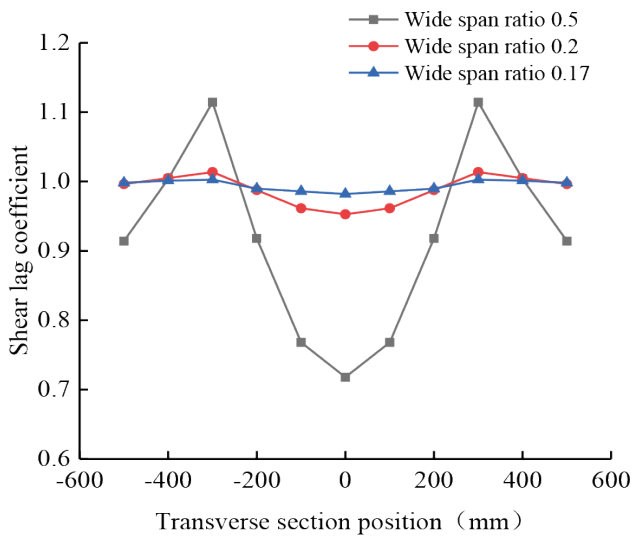 Wide span ratio 0.5
Wide span ratio 0.2
Wide span ratio 0.17
1.2
1.1
1.0
0.9
0.8
0.7
0.6
Shear lag coefficient
-600 -400 -200 0 200 400 600
Transverse section position（mm）